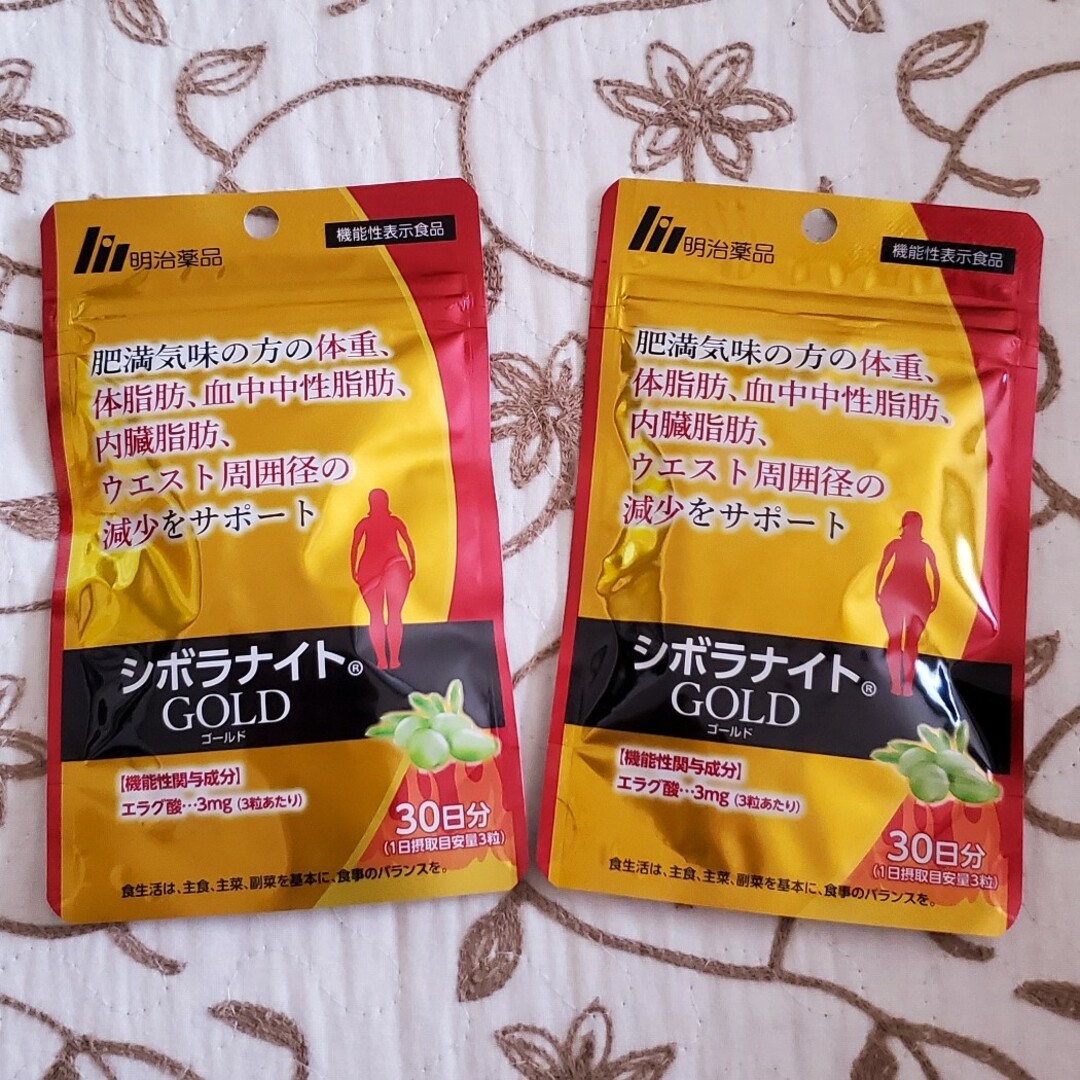 明治薬品
機能性表示食品
肥満気味の方の体重、
体脂肪、血中中性脂肪、
内臓脂肪、
ウエスト周囲径の
減少をサポート
シボラナイト®
GOLD
ゴールド
【機能性関与成分】
エラグ酸…3mg (3粒あたり)
30日分
(1日摂取目安量3粒)
食生活は、主食、主菜、副菜を基本に、食事のバランスを。
明治薬品
機能性表示食品
肥満気味の方の体重、
体脂肪、血中中性脂肪、
内臓脂肪、
ウエスト周囲径の
減少をサポート
シボラナイト®
GOLD
ゴールド
【機能性関与成分】
エラグ酸…3mg (3粒あたり)
30日分
(1日摂取目安量3粒)
食生活は、主食、主菜、副菜を基本に、食事のバランスを。